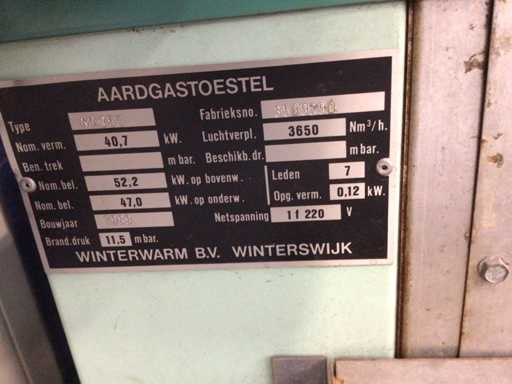 AARDGASTOESTEL
Type Fabrieksno.
Nom. verm. 40,7 kW. Luchtverpl. 3650 Nm³/h.
Ben. trek m bar. Beschikb. dr. m bar.
Nom. bel. 52,2 kW. op bovenw. Leden 7
Nom. bel. 47,0 kW. op onderw. Opg. verm. 0,12 kW.
Bouwjaar Netspanning 1 f 220 V
Brand. druk 11,5 m bar.
WINTERWARM B.V. WINTERSWIJK